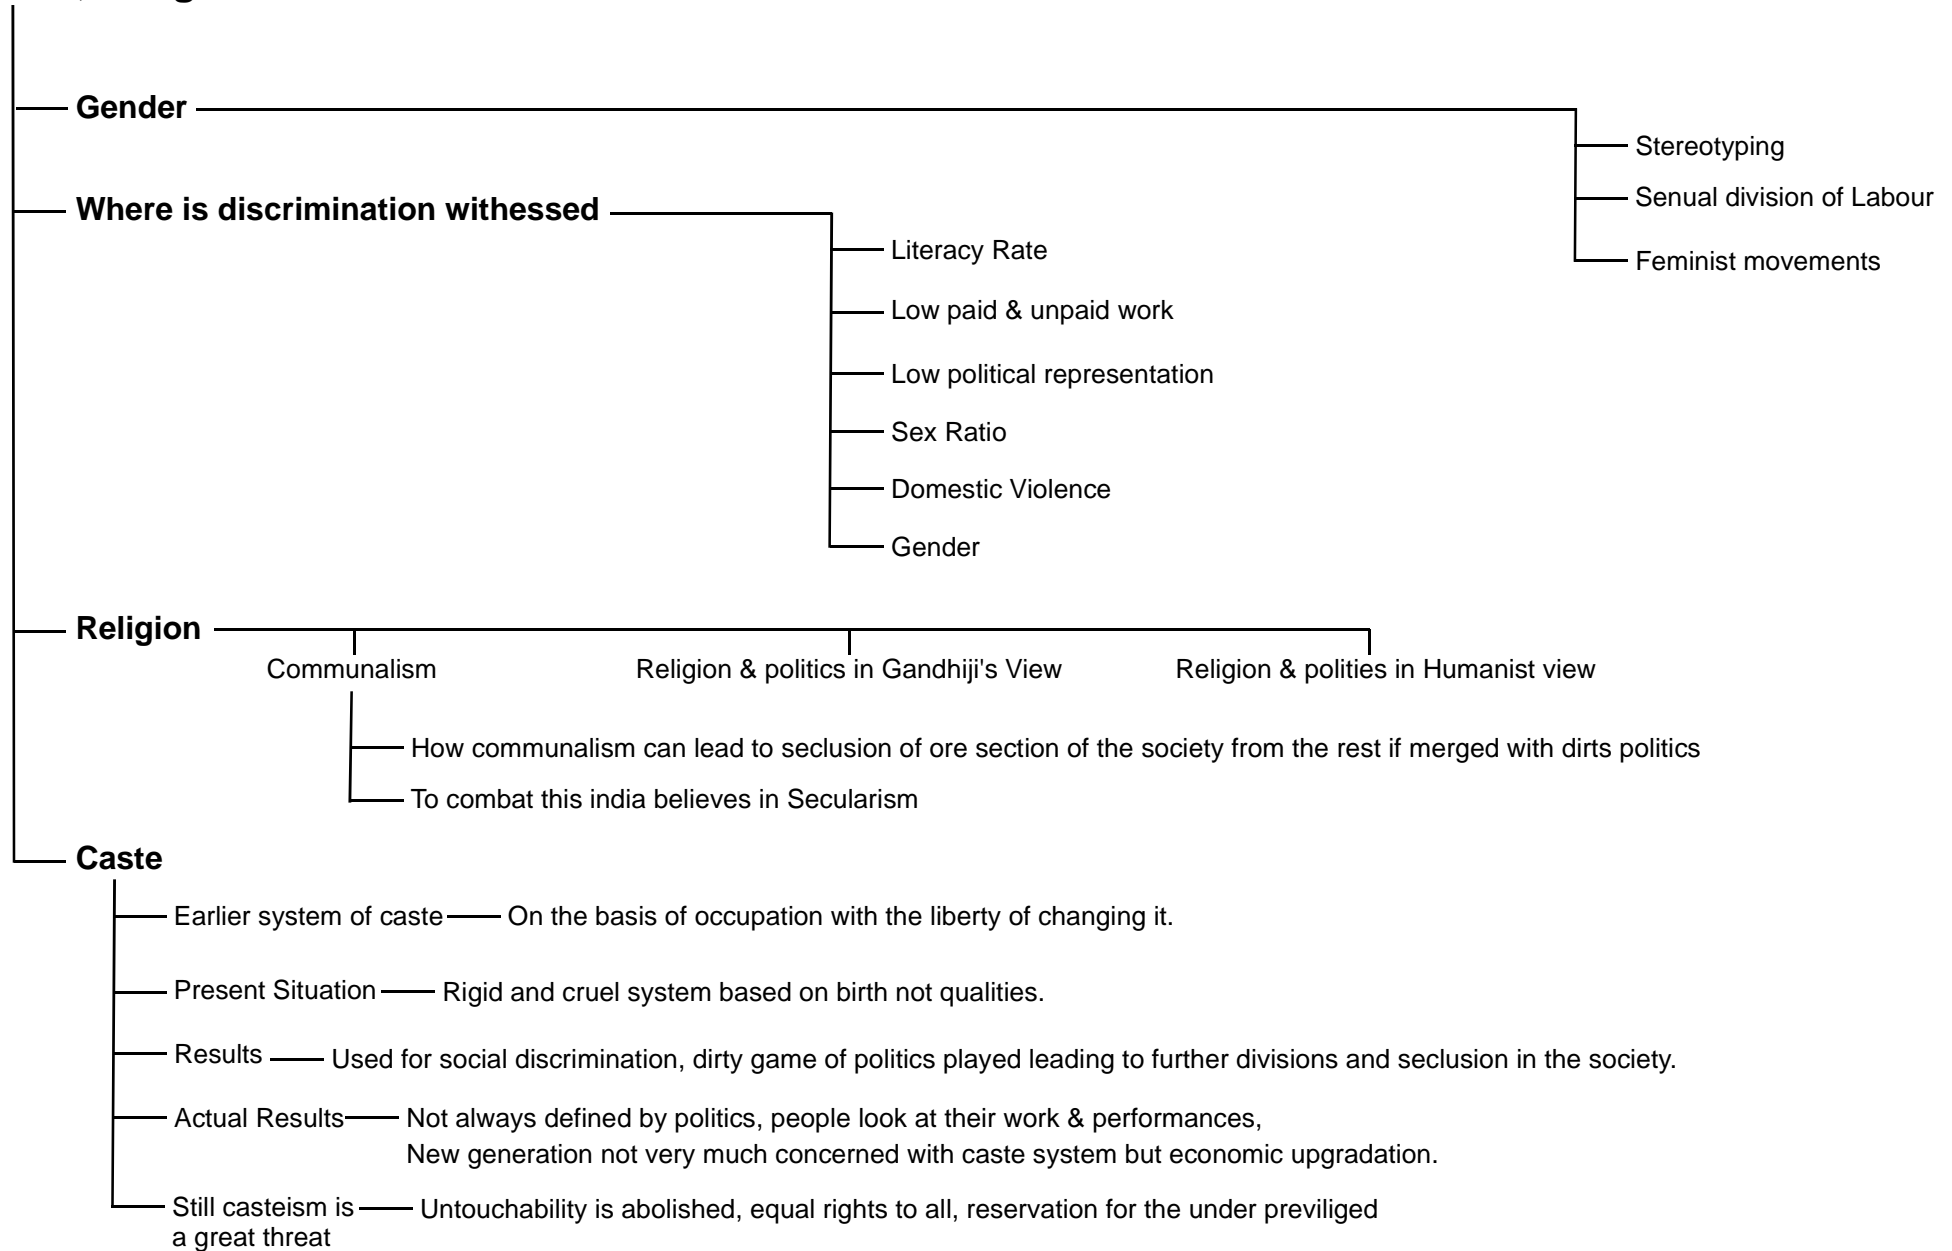 Gender
Stereotyping
Senual division of Labour
Feminist movements
Where is discrimination withessed
Literacy Rate
Low paid & unpaid work
Low political representation
Sex Ratio
Domestic Violence
Gender
Religion
Communalism
Religion & politics in Gandhiji's View
Religion & polities in Humanist view
How communalism can lead to seclusion of ore section of the society from the rest if merged with dirts politics
To combat this india believes in Secularism
Caste
Earlier system of caste
On the basis of occupation with the liberty of changing it.
Present Situation
Rigid and cruel system based on birth not qualities.
Results
Used for social discrimination, dirty game of politics played leading to further divisions and seclusion in the society.
Actual Results
Not always defined by politics, people look at their work & performances,
New generation not very much concerned with caste system but economic upgradation.
Still casteism is
a great threat
Untouchability is abolished, equal rights to all, reservation for the under previliged